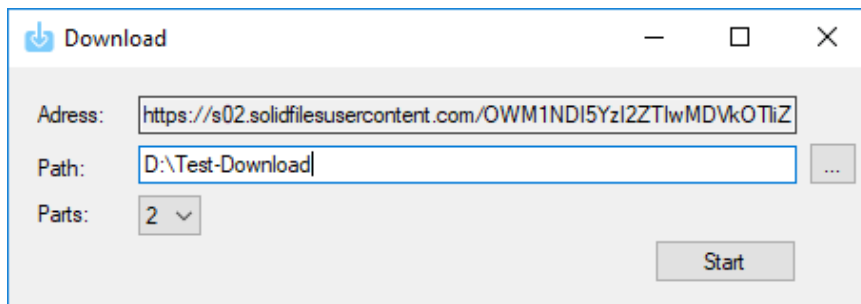 Download
Adress: https://s02.solidfilesusercontent.com/OWM1NDI5YzI2ZTIwMDVkOTliZ
Path: D:\Test-Download ...
Parts: 2
Start